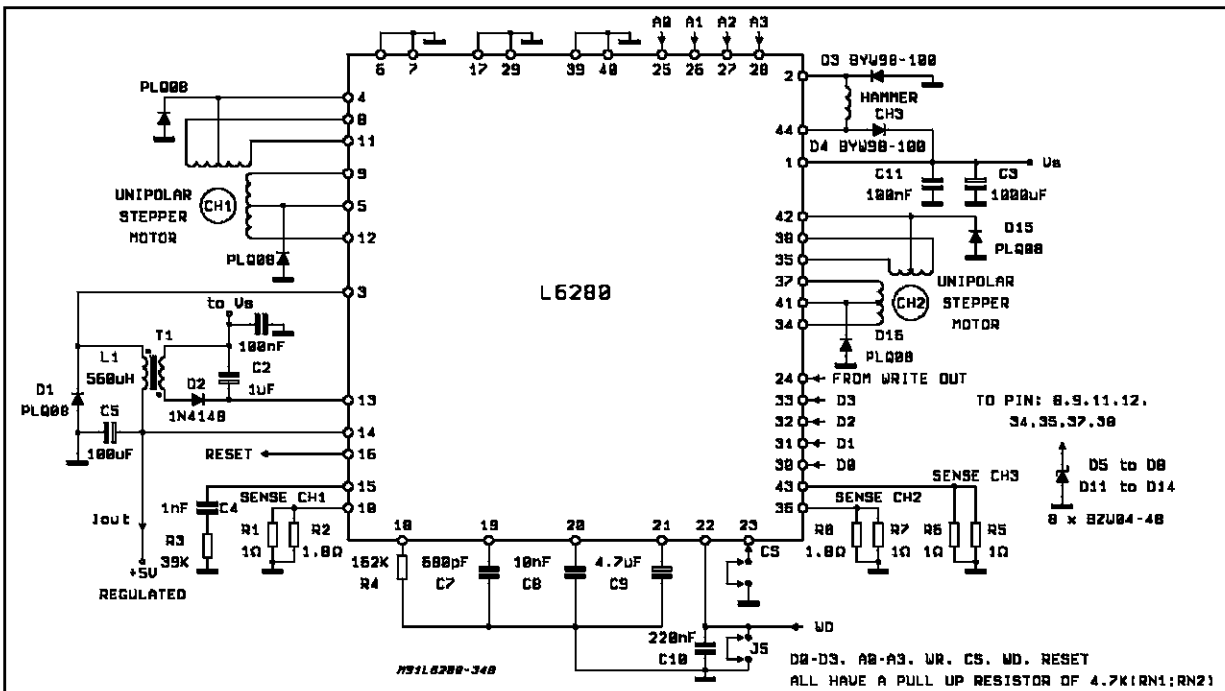 A0 A1 A2 A3
6 7 17 29 39 40 25 26 27 28
D3 BYW98-100
2
HAMMER
CH3
44
D4 BYW98-100
1
Vs
C11
100nF
C3
1000uF
PLQ08
4
8
11
9
5
12
UNIPOLAR
STEPPER
MOTOR
CH1
PLQ08
3
L6280
42
38
35
37
41
34
D15
PLQ08
UNIPOLAR
STEPPER
MOTOR
CH2
D16
PLQ08
to Vs
100nF
T1
L1
560uH
C2
1uF
D2
1N4148
D1
PLQ08
C5
100uF
13
14
RESET
16
15
10
1nF
C4
R3
39K
Iout
+5V
REGULATED
SENSE CH1
R1
1Ω
R2
1.8Ω
24 FROM WRITE OUT
33 D3
32 D2
31 D1
30 D0
43
36
SENSE CH3
SENSE CH2
R8
1.8Ω
R7
1Ω
R6
1Ω
R5
1Ω
TO PIN: 8.9.11.12.
34.35.37.38
D5 to D8
D11 to D14
8 x BZW04-48
18 19 20 21 22 23
162K
R4
680pF
C7
10nF
C8
4.7uF
C9
CS
220nF
C10
WD
J5
M91L6280-34B
D0-D3. A0-A3. WR. CS. WD. RESET
ALL HAVE A PULL UP RESISTOR OF 4.7K(RN1;RN2)